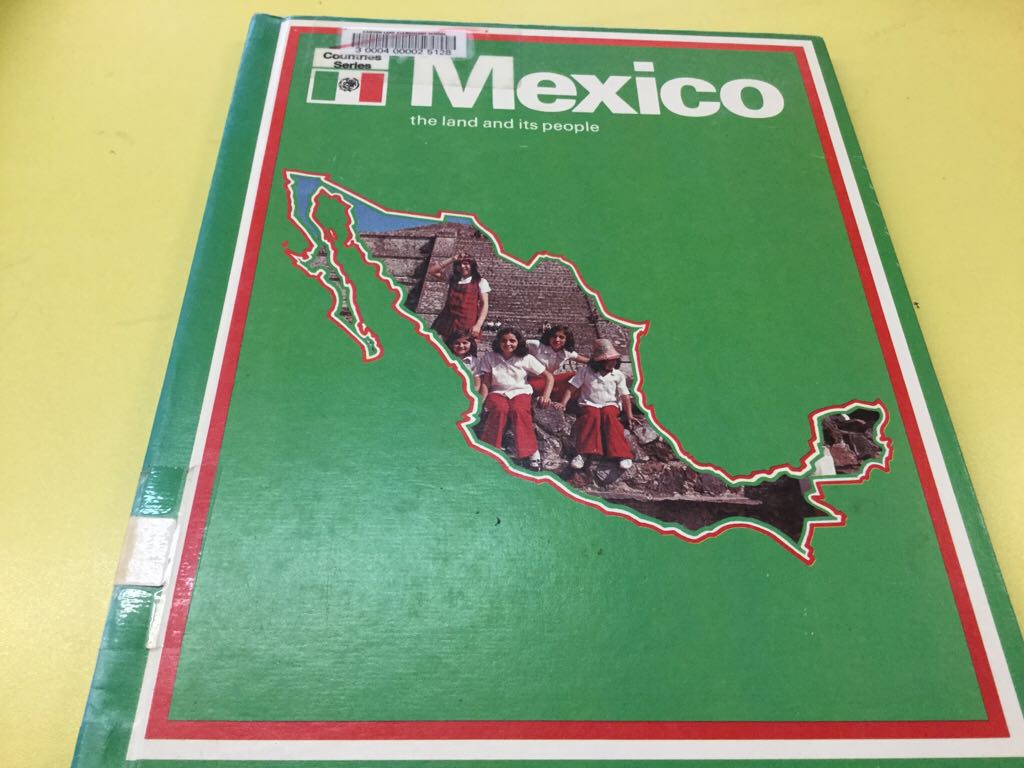 3 0004 00002 5128
Countries
Series
Mexico
the land and its people